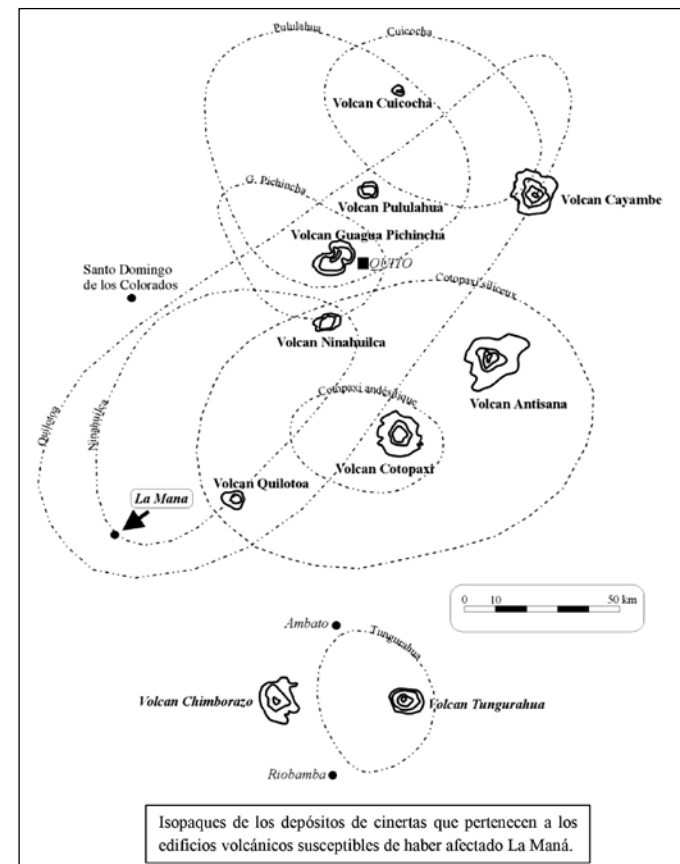 Pululahua
Cuicocha
Volcan Cuicocha
G. Pichincha
Volcan Pululahua
Volcan Cayambe
Volcan Guagua Pichincha
QUITO
Santo Domingo
de los Colorados
Cotopaxi siliceux
Volcan Ninahuilca
Volcan Antisana
Cotopaxi andésitique
Quilotoa
Ninahuilca
Volcan Cotopaxi
Volcan Quilotoa
La Mana
0 10 50 km
Ambato
Tungurahua
Volcan Chimborazo
Volcan Tungurahua
Riobamba
Isopaques de los depósitos de cinertas que pertenecen a los
edificios volcánicos susceptibles de haber afectado La Maná.